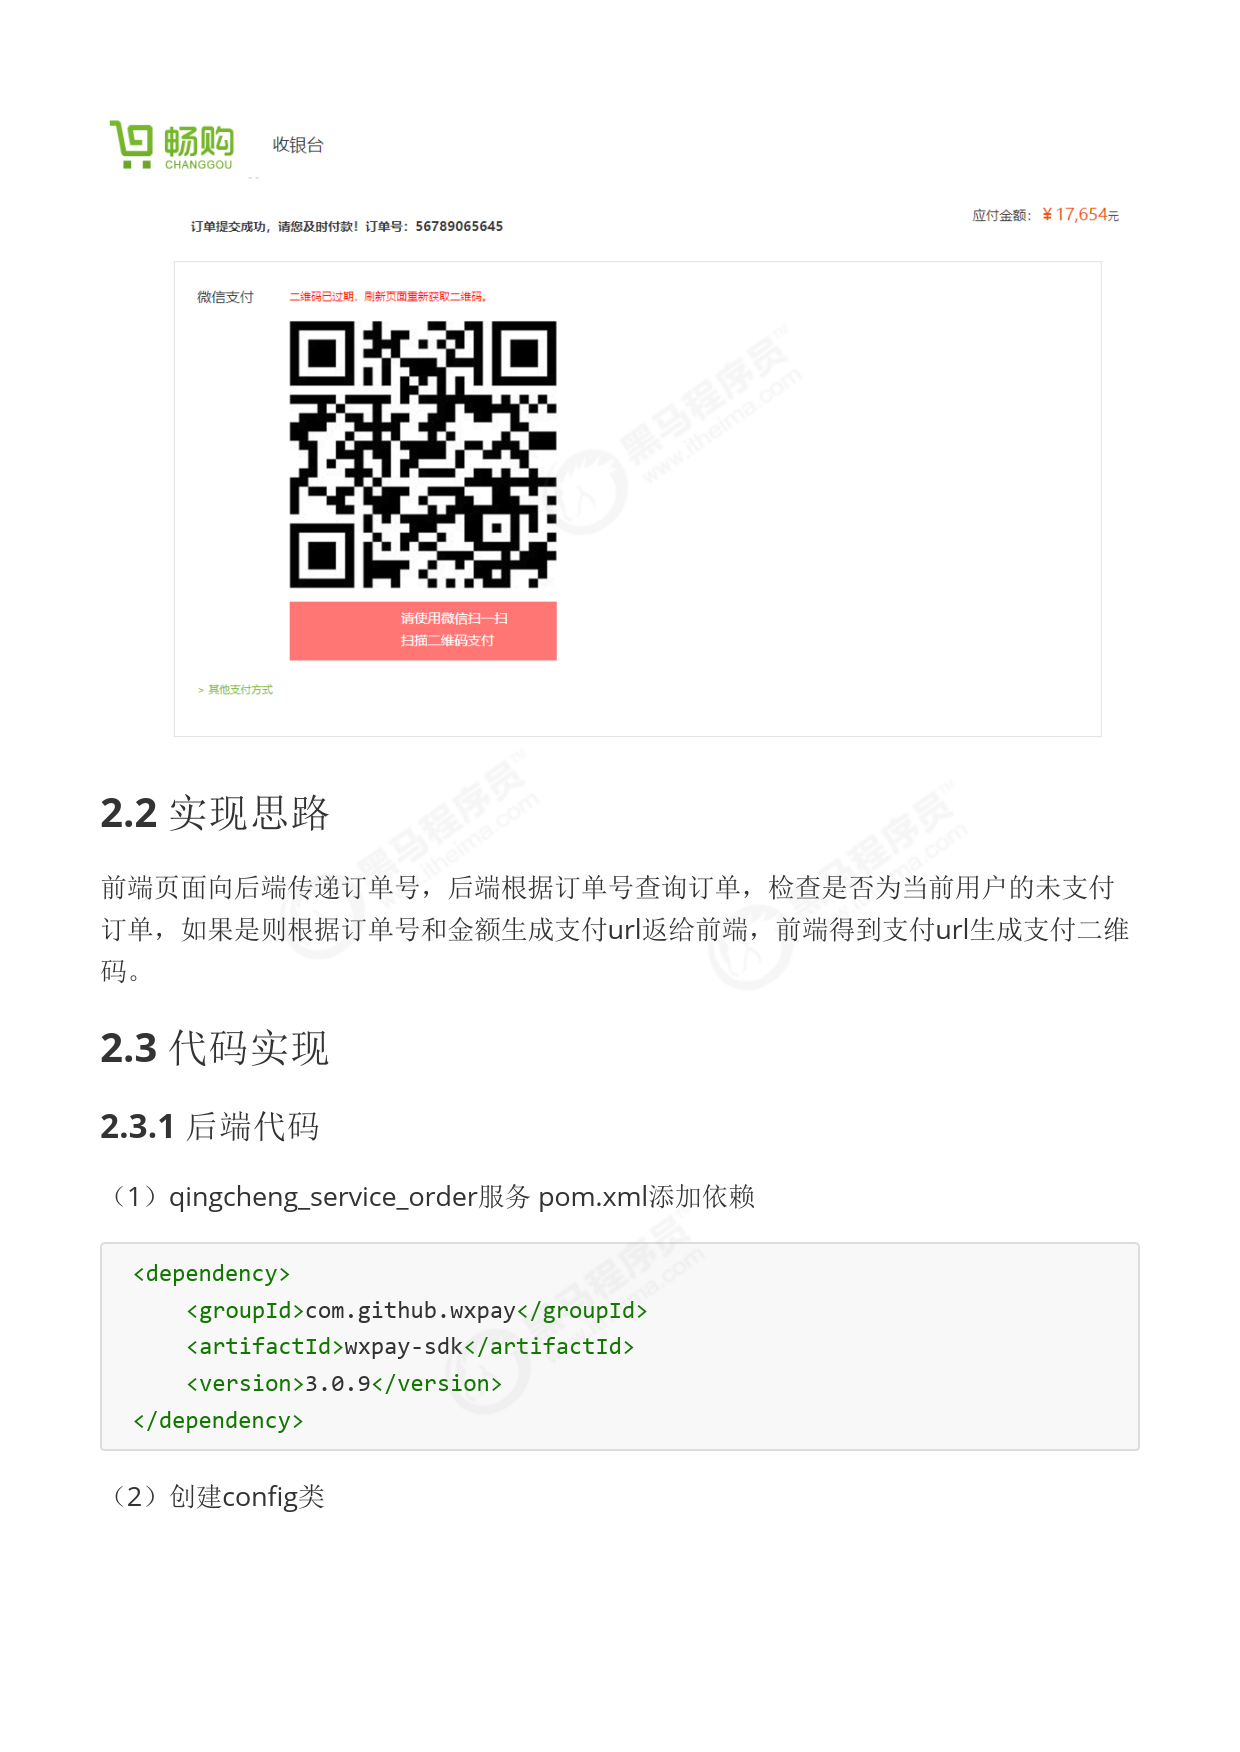 畅购
CHANGGOU
收银台
订单提交成功，请您及时付款！订单号：56789065645
应付金额：¥17,654元
微信支付
二维码已过期，刷新页面重新获取二维码。
请使用微信扫一扫
扫描二维码支付
> 其他支付方式
黑马程序员™
www.itheima.com
2.2 实现思路
前端页面向后端传递订单号，后端根据订单号查询订单，检查是否为当前用户的未支付
订单，如果是则根据订单号和金额生成支付url返给前端，前端得到支付url生成支付二维
码。
2.3 代码实现
2.3.1 后端代码
（1）qingcheng_service_order服务 pom.xml添加依赖
<dependency>
    <groupId>com.github.wxpay</groupId>
    <artifactId>wxpay-sdk</artifactId>
    <version>3.0.9</version>
</dependency>
（2）创建config类